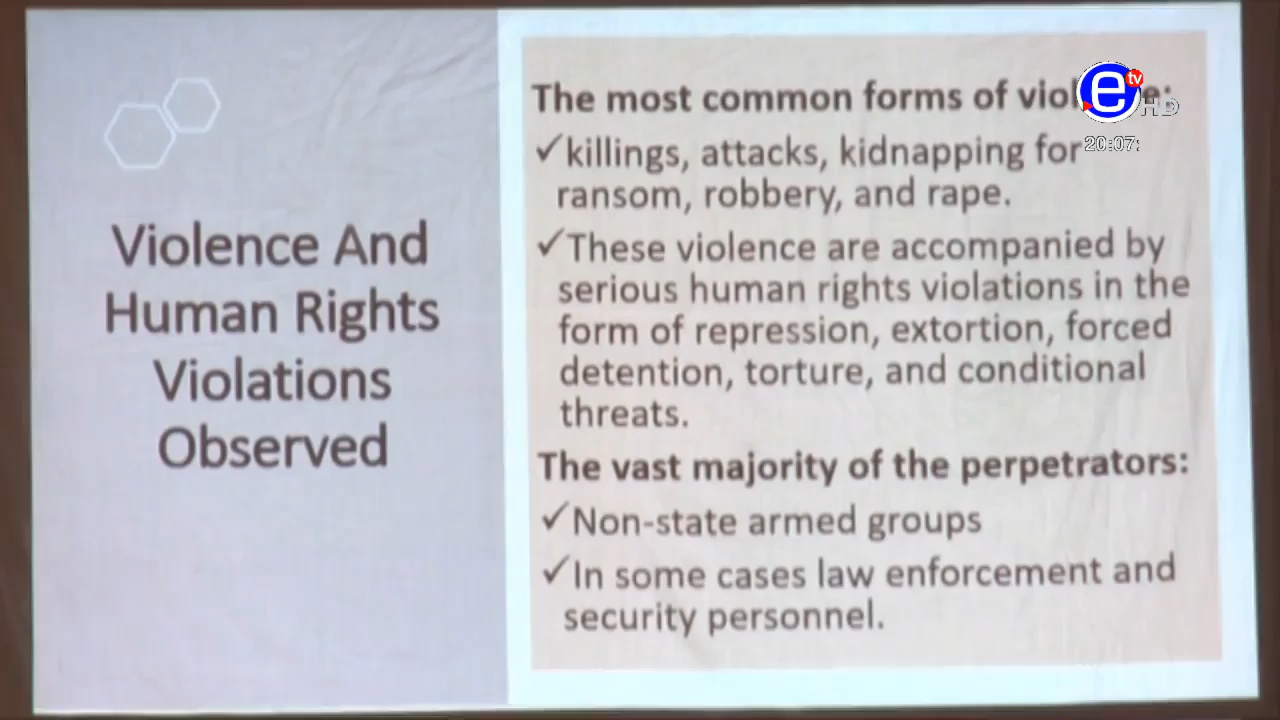 Violence And
Human Rights
Violations
Observed
The most common forms of
✓killings, attacks, kidnapping for
ransom, robbery, and rape.
✓These violence are accompanied by
serious human rights violations in the
form of repression, extortion, forced
detention, torture, and conditional
threats.
The vast majority of the perpetrators:
✓Non-state armed groups
✓In some cases law enforcement and
security personnel.
e tv
HD
20:07: